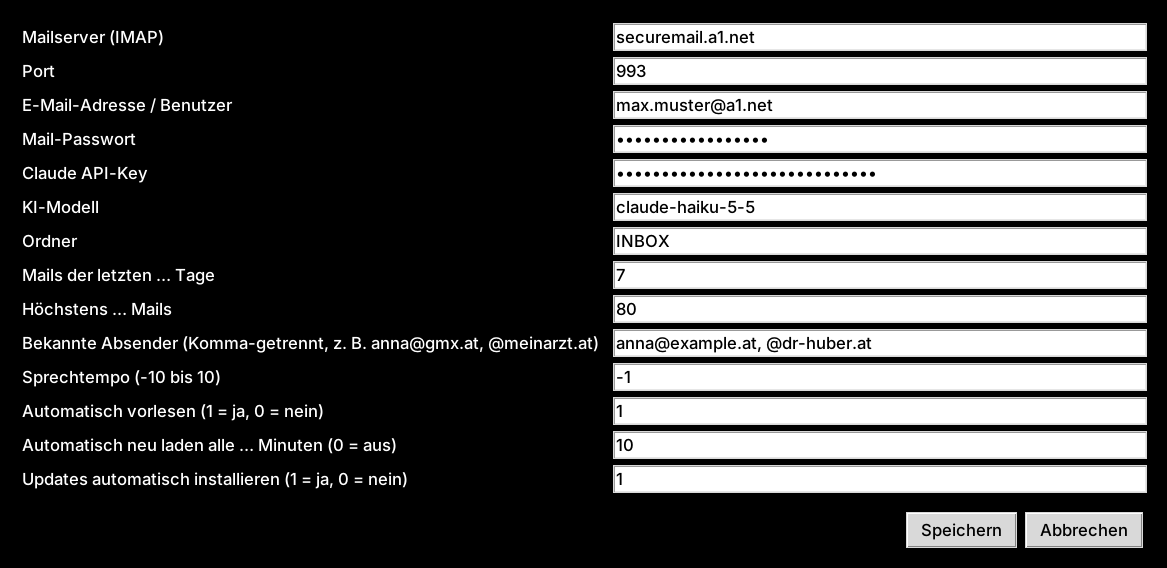 Mailserver (IMAP) securemail.a1.net
Port 993
E-Mail-Adresse / Benutzer max.muster@a1.net
Mail-Passwort •••••••••••••••••
Claude API-Key •••••••••••••••••••••••••••••
KI-Modell claude-haiku-5-5
Ordner INBOX
Mails der letzten ... Tage 7
Höchstens ... Mails 80
Bekannte Absender (Komma-getrennt, z. B. anna@gmx.at, @meinarzt.at) anna@example.at, @dr-huber.at
Sprechtempo (-10 bis 10) -1
Automatisch vorlesen (1 = ja, 0 = nein) 1
Automatisch neu laden alle ... Minuten (0 = aus) 10
Updates automatisch installieren (1 = ja, 0 = nein) 1
Speichern Abbrechen